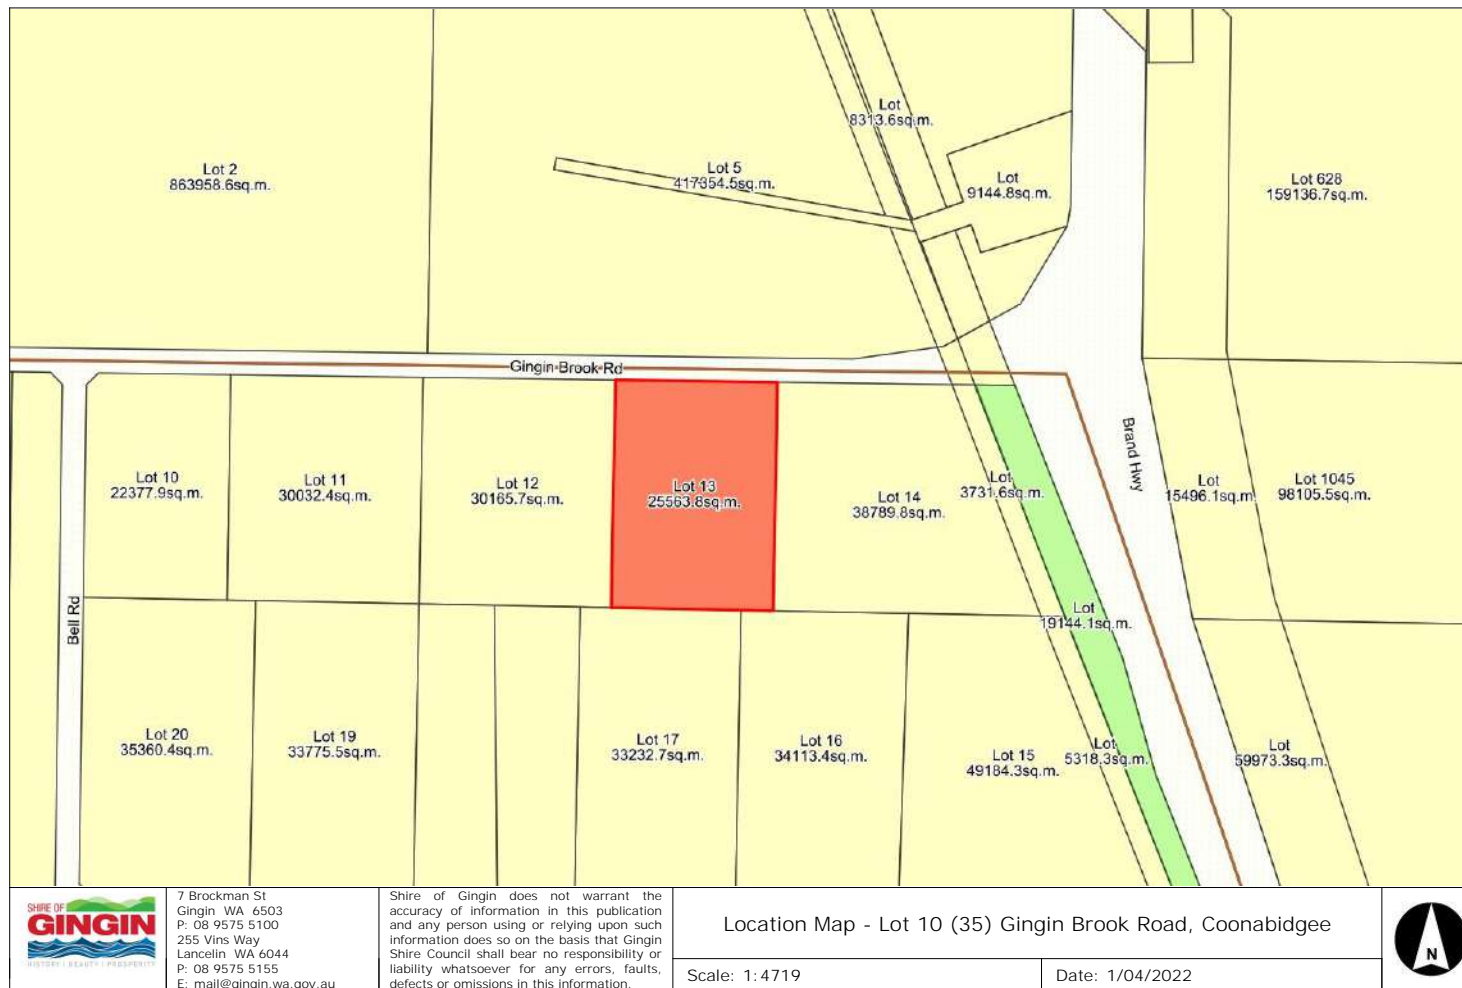 Lot
8313.6sq.m.
Lot 2
863958.6sq.m.
Lot 5
417354.5sq.m.
Lot
9144.8sq.m.
Lot 628
159136.7sq.m.
Gingin Brook Rd
Brand Hwy
Lot 10
22377.9sq.m.
Lot 11
30032.4sq.m.
Lot 12
30165.7sq.m.
Lot 13
25563.8sq.m.
Lot 14
38789.8sq.m.
Lot
3731.6sq.m.
Lot
15496.1sq.m.
Lot 1045
98105.5sq.m.
Bell Rd
Lot
19144.1sq.m.
Lot 20
35360.4sq.m.
Lot 19
33775.5sq.m.
Lot 17
33232.7sq.m.
Lot 16
34113.4sq.m.
Lot 15
49184.3sq.m.
Lot
5318.3sq.m.
Lot
59973.3sq.m.
SHIRE OF
GINGIN
HISTORY | BEAUTY | PROSPERITY
7 Brockman St
Gingin WA 6503
P: 08 9575 5100
255 Vins Way
Lancelin WA 6044
P: 08 9575 5155
E: mail@gingin.wa.gov.au
Shire of Gingin does not warrant the
accuracy of information in this publication
and any person using or relying upon such
information does so on the basis that Gingin
Shire Council shall bear no responsibility or
liability whatsoever for any errors, faults,
defects or omissions in this information.
Location Map - Lot 10 (35) Gingin Brook Road, Coonabidgee
Scale: 1:4719
Date: 1/04/2022
N